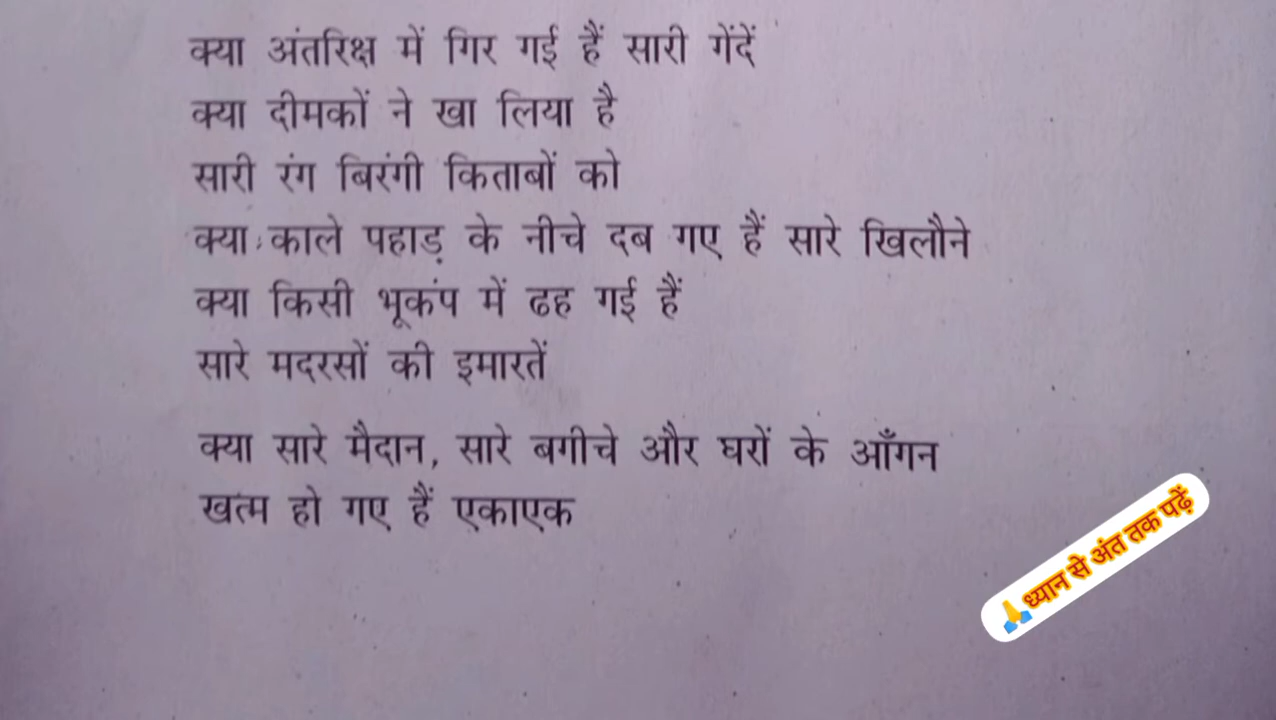 क्या अंतरिक्ष में गिर गई हैं सारी गेंदें
क्या दीमकों ने खा लिया है
सारी रंग बिरंगी किताबों को
क्या काले पहाड़ के नीचे दब गए हैं सारे खिलौने
क्या किसी भूकंप में ढह गई हैं
सारे मदरसों की इमारतें
क्या सारे मैदान, सारे बगीचे और घरों के आँगन
खत्म हो गए हैं एकाएक
🙏ध्यान से अंत तक पढ़ें